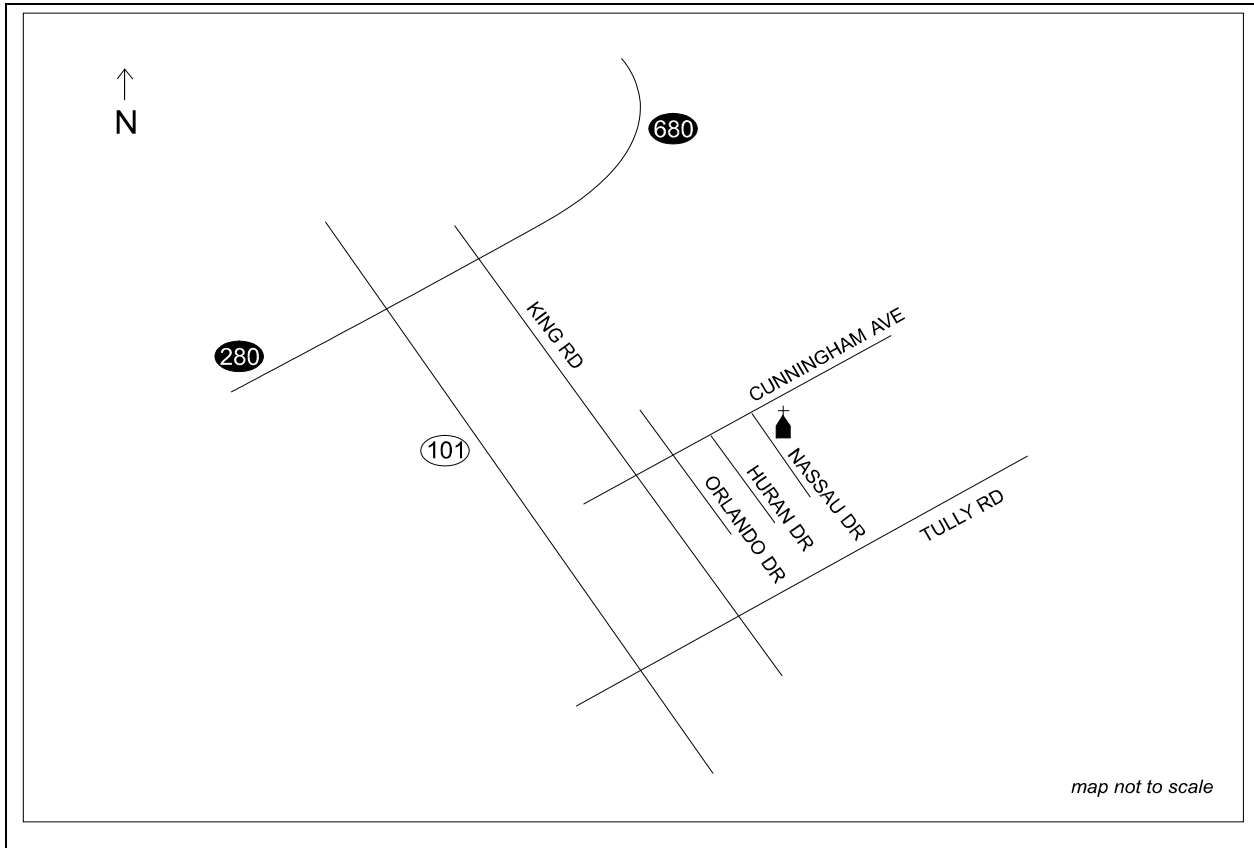 N
680
280
KING RD
101
CUNNINGHAM AVE
NASSAU DR
HURAN DR
ORLANDO DR
TULLY RD
map not to scale